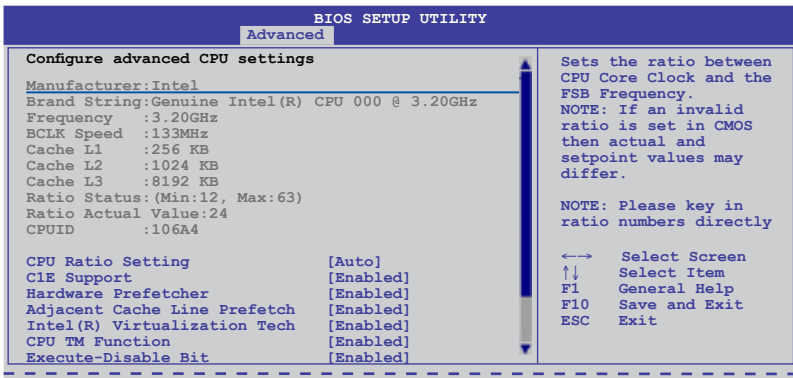 BIOS SETUP UTILITY
Advanced
Configure advanced CPU settings
Manufacturer:Intel
Brand String:Genuine Intel(R) CPU 000 @ 3.20GHz
Frequency :3.20GHz
BCLK Speed :133MHz
Cache L1 :256 KB
Cache L2 :1024 KB
Cache L3 :8192 KB
Ratio Status:(Min:12, Max:63)
Ratio Actual Value:24
CPUID :106A4
CPU Ratio Setting [Auto]
C1E Support [Enabled]
Hardware Prefetcher [Enabled]
Adjacent Cache Line Prefetch [Enabled]
Intel(R) Virtualization Tech [Enabled]
CPU TM Function [Enabled]
Execute-Disable Bit [Enabled]
Sets the ratio between
CPU Core Clock and the
FSB Frequency.
NOTE: If an invalid
ratio is set in CMOS
then actual and
setpoint values may
differ.
NOTE: Please key in
ratio numbers directly
←→ Select Screen
↑↓ Select Item
F1 General Help
F10 Save and Exit
ESC Exit